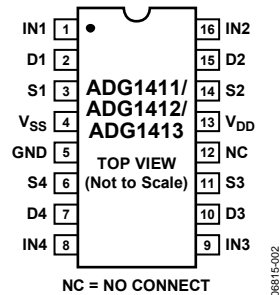 IN1 1 16 IN2
D1 2 15 D2
S1 3 14 S2
VSS 4 13 VDD
GND 5 12 NC
S4 6 11 S3
D4 7 10 D3
IN4 8 9 IN3
ADG1411/
ADG1412/
ADG1413
TOP VIEW
(Not to Scale)
NC = NO CONNECT
06815-002